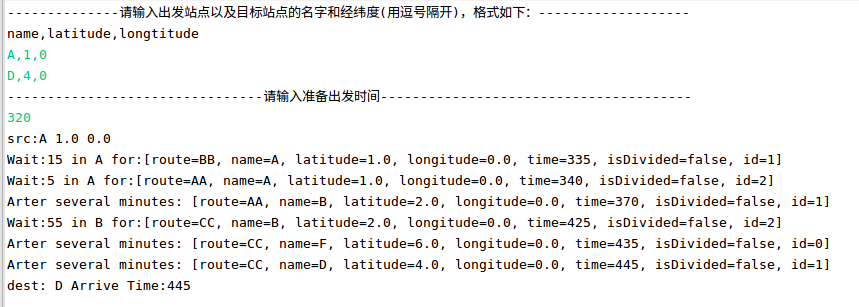 --------------请输入出发站点以及目标站点的名字和经纬度(用逗号隔开)，格式如下：-------------------
name,latitude,longtitude
A,1,0
D,4,0
--------------------------------请输入准备出发时间---------------------------------------
320
src:A 1.0 0.0
Wait:15 in A for:[route=BB, name=A, latitude=1.0, longitude=0.0, time=335, isDivided=false, id=1]
Wait:5 in A for:[route=AA, name=A, latitude=1.0, longitude=0.0, time=340, isDivided=false, id=2]
Arter several minutes: [route=AA, name=B, latitude=2.0, longitude=0.0, time=370, isDivided=false, id=1]
Wait:55 in B for:[route=CC, name=B, latitude=2.0, longitude=0.0, time=425, isDivided=false, id=2]
Arter several minutes: [route=CC, name=F, latitude=6.0, longitude=0.0, time=435, isDivided=false, id=0]
Arter several minutes: [route=CC, name=D, latitude=4.0, longitude=0.0, time=445, isDivided=false, id=1]
dest: D Arrive Time:445